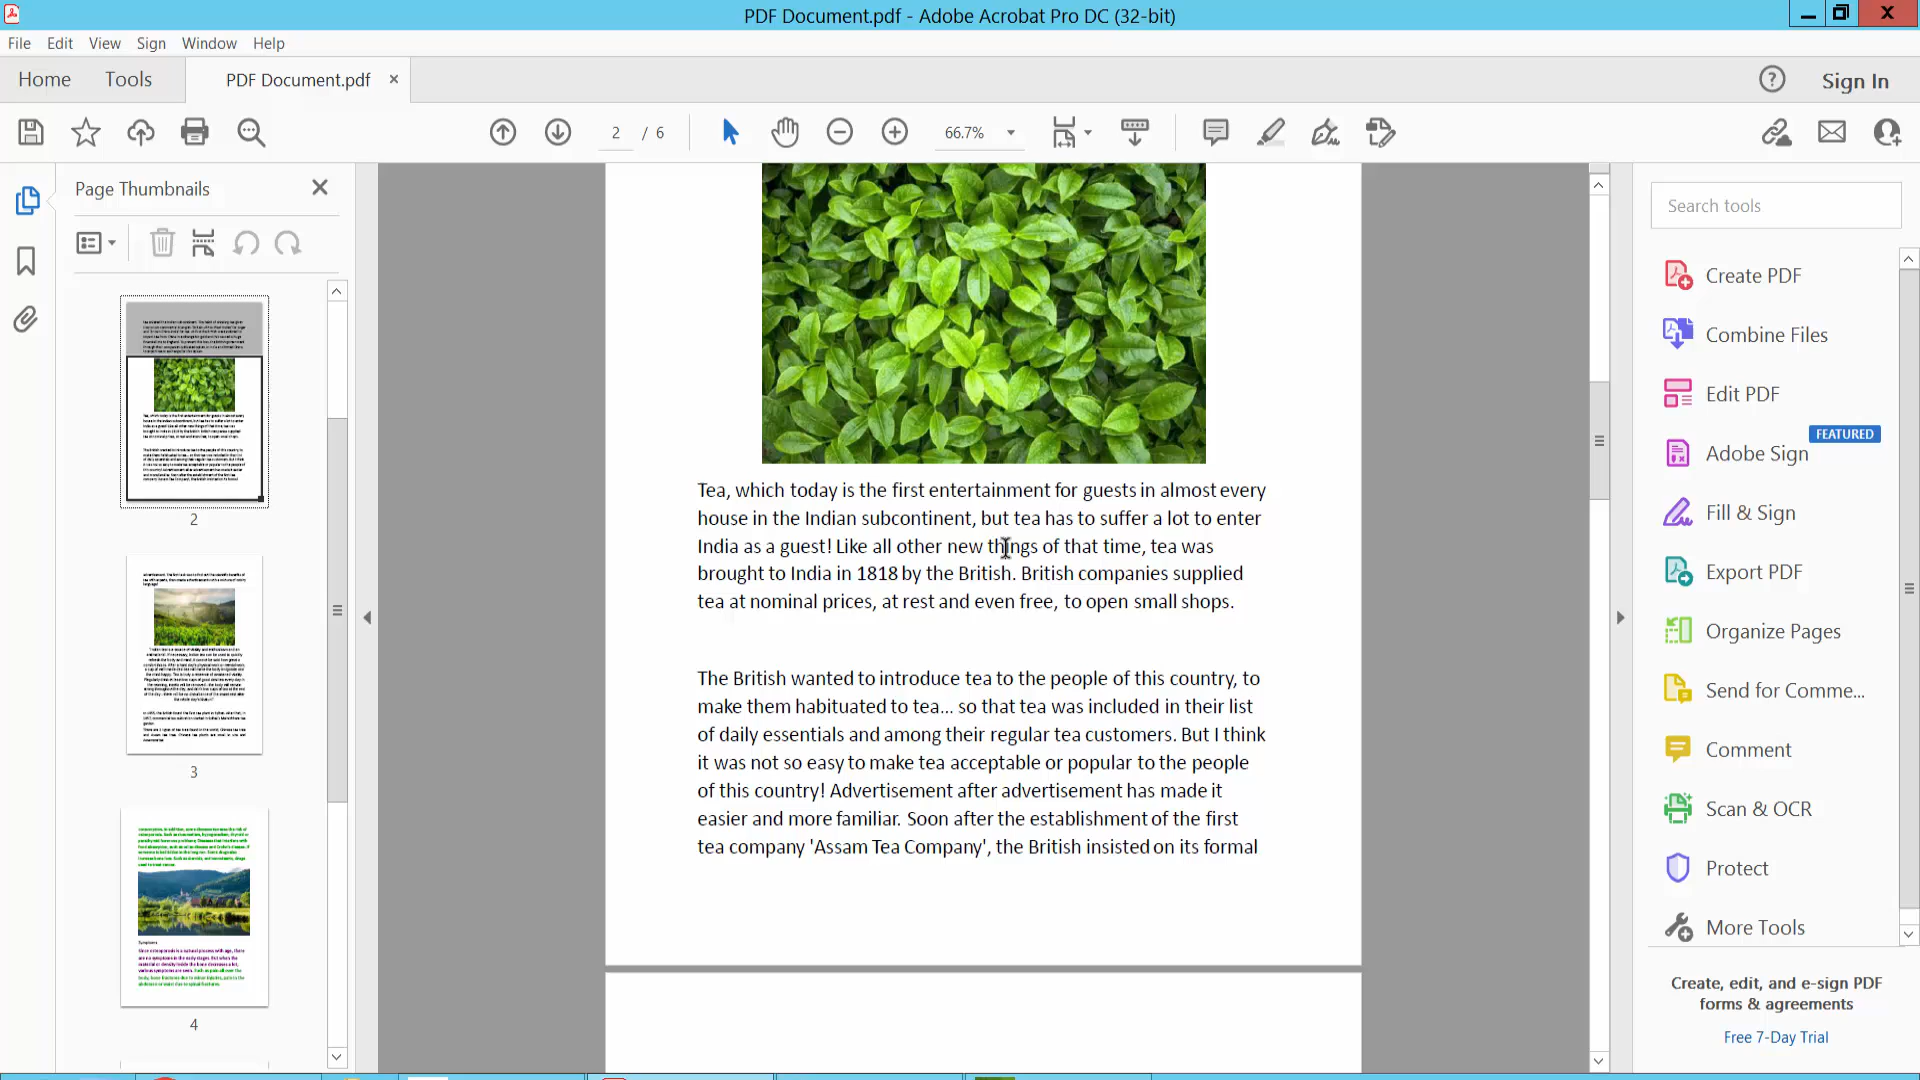 PDF Document.pdf - Adobe Acrobat Pro DC (32-bit)
File Edit View Sign Window Help
Home Tools PDF Document.pdf × Sign In
2 / 6 66.7%
Page Thumbnails
2
3
4
Symptoms
Tea, which today is the first entertainment for guests in almost every
house in the Indian subcontinent, but tea has to suffer a lot to enter
India as a guest! Like all other new things of that time, tea was
brought to India in 1818 by the British. British companies supplied
tea at nominal prices, at rest and even free, to open small shops.
The British wanted to introduce tea to the people of this country, to
make them habituated to tea... so that tea was included in their list
of daily essentials and among their regular tea customers. But I think
it was not so easy to make tea acceptable or popular to the people
of this country! Advertisement after advertisement has made it
easier and more familiar. Soon after the establishment of the first
tea company 'Assam Tea Company', the British insisted on its formal
Search tools
Create PDF
Combine Files
Edit PDF
FEATURED
Adobe Sign
Fill & Sign
Export PDF
Organize Pages
Send for Comme...
Comment
Scan & OCR
Protect
More Tools
Create, edit, and e-sign PDF
forms & agreements
Free 7-Day Trial